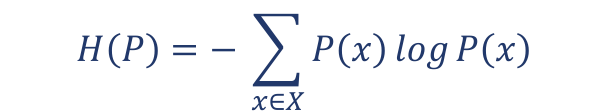 H(P) = − ∑ P(x) log P(x)
x∈X